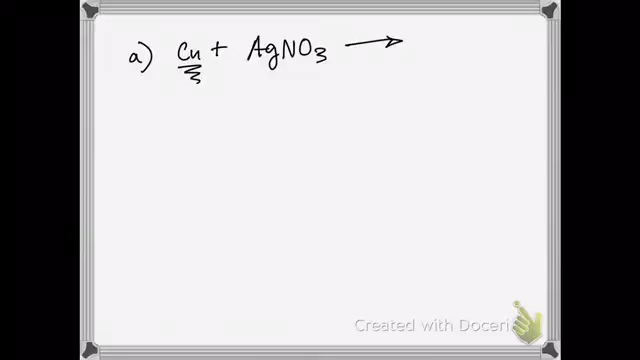 a) Cu + AgNO₃ →
Created with Doceri